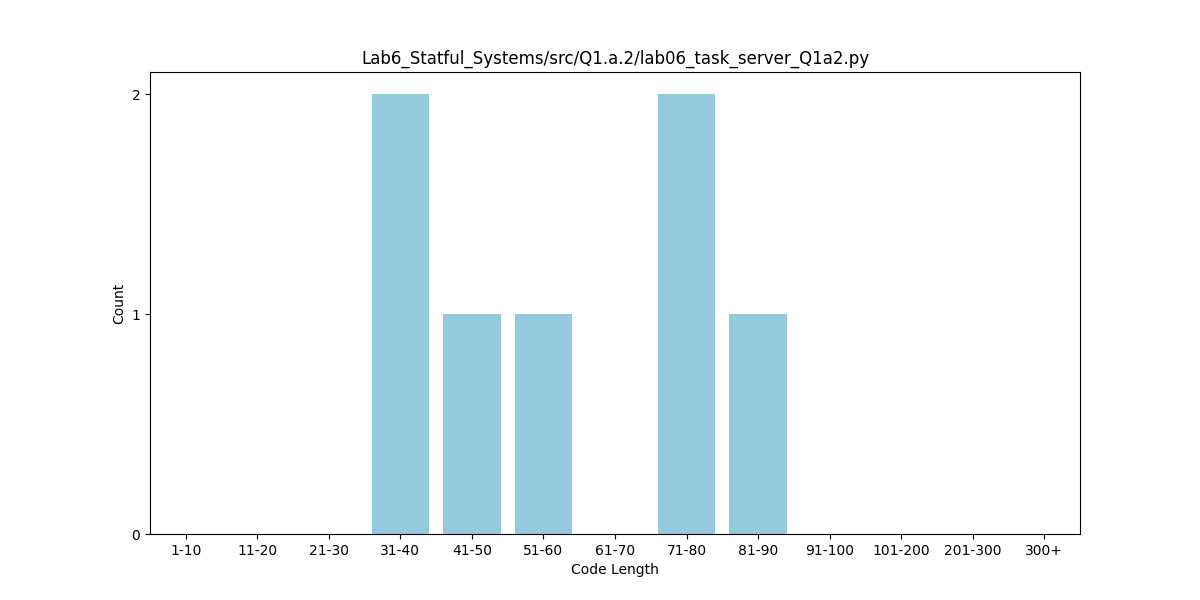 Lab6_Statful_Systems/src/Q1.a.2/lab06_task_server_Q1a2.py
Count
2
1
0
1-10 11-20 21-30 31-40 41-50 51-60 61-70 71-80 81-90 91-100 101-200 201-300 300+
Code Length